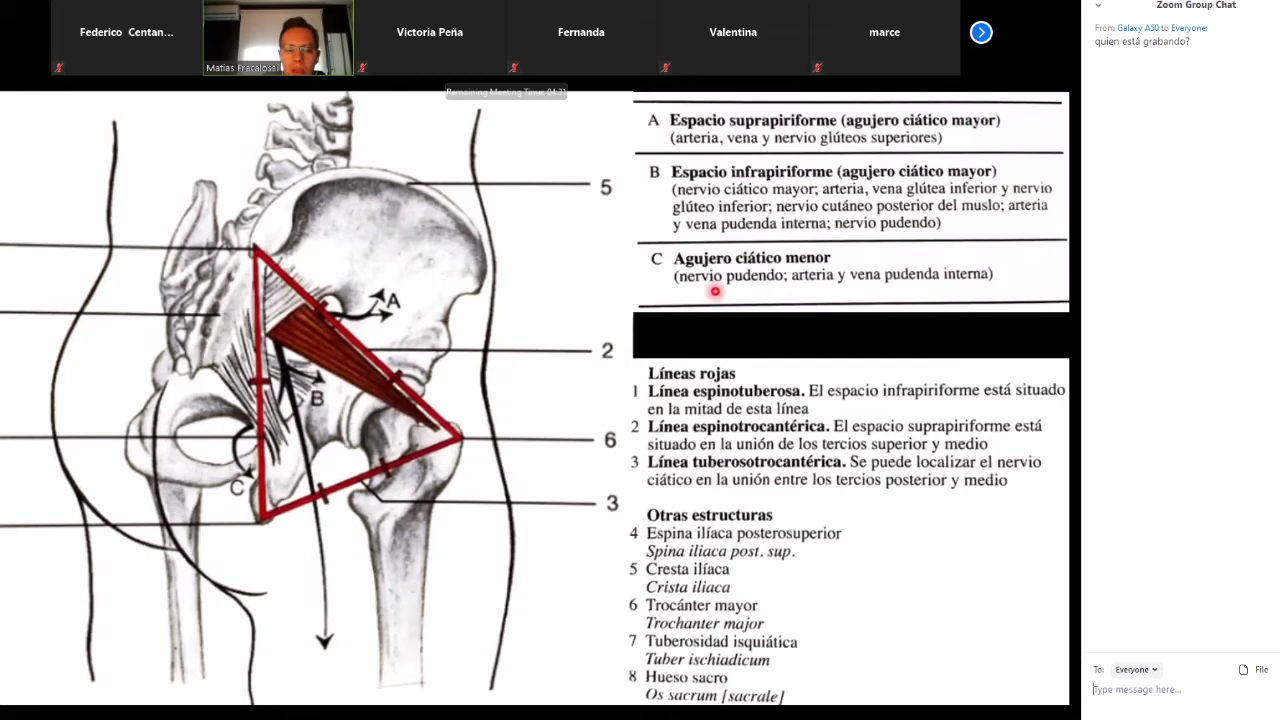 Federico Centan...
Matias Fracalossi
Victoria Peña
Fernanda
Valentina
marce
Remaining Meeting Time: 04:31
Zoom Group Chat
From Galaxy A50 to Everyone:
quien está grabando?
A
B
C
5
2
6
3
A Espacio suprapiriforme (agujero ciático mayor)
(arteria, vena y nervio glúteos superiores)
B Espacio infrapiriforme (agujero ciático mayor)
(nervio ciático mayor; arteria, vena glútea inferior y nervio
glúteo inferior; nervio cutáneo posterior del muslo; arteria
y vena pudenda interna; nervio pudendo)
C Agujero ciático menor
(nervio pudendo; arteria y vena pudenda interna)
Líneas rojas
1 Línea espinotuberosa. El espacio infrapiriforme está situado
en la mitad de esta línea
2 Línea espinotrocantérica. El espacio suprapiriforme está
situado en la unión de los tercios superior y medio
3 Línea tuberosotrocantérica. Se puede localizar el nervio
ciático en la unión entre los tercios posterior y medio
Otras estructuras
4 Espina ilíaca posterosuperior
Spina iliaca post. sup.
5 Cresta ilíaca
Crista iliaca
6 Trocánter mayor
Trochanter major
7 Tuberosidad isquiática
Tuber ischiadicum
8 Hueso sacro
Os sacrum [sacrale]
To: Everyone
File
Type message here...